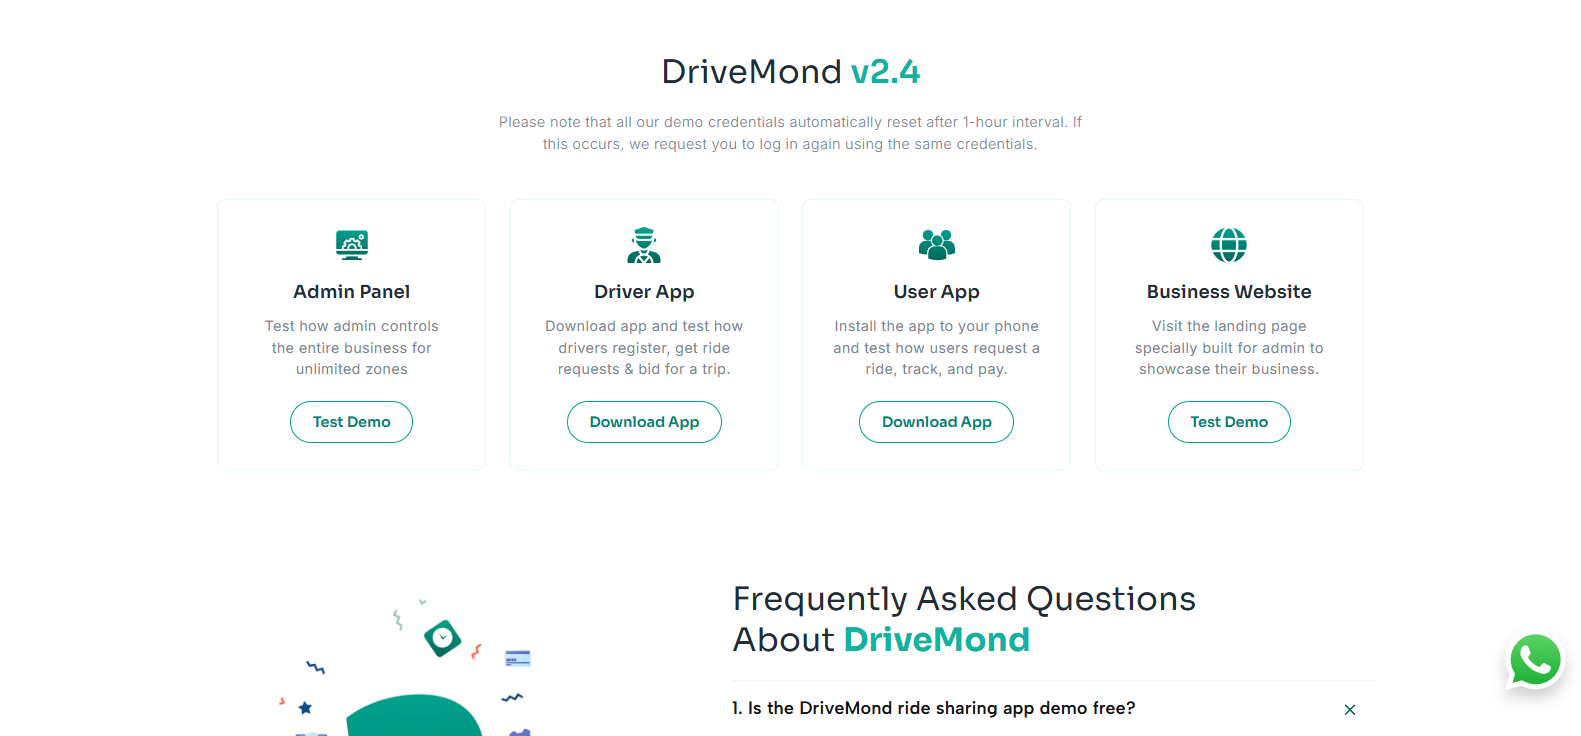 DriveMond v2.4
Please note that all our demo credentials automatically reset after 1-hour interval. If
this occurs, we request you to log in again using the same credentials.
Admin Panel
Test how admin controls
the entire business for
unlimited zones
Test Demo
Driver App
Download app and test how
drivers register, get ride
requests & bid for a trip.
Download App
User App
Install the app to your phone
and test how users request a
ride, track, and pay.
Download App
Business Website
Visit the landing page
specially built for admin to
showcase their business.
Test Demo
Frequently Asked Questions
About DriveMond
1. Is the DriveMond ride sharing app demo free?